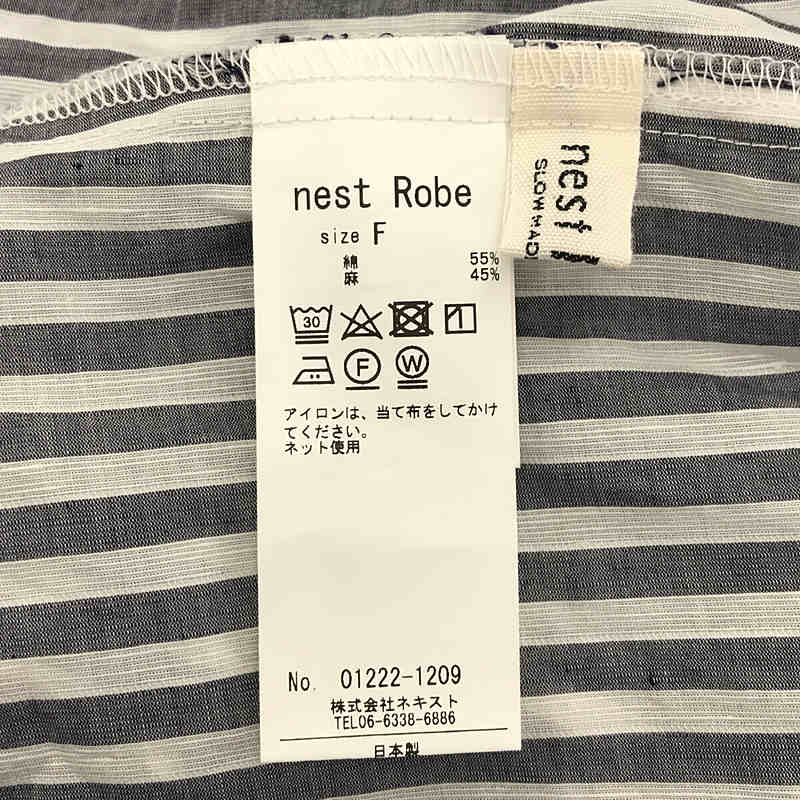 nest Robe
size F
綿 55%
麻 45%
30
F W
アイロンは、当て布をしてかけ
てください。
ネット使用
No. 01222-1209
株式会社ネキスト
TEL06-6338-6886
日本製
nest
SLOWMADE